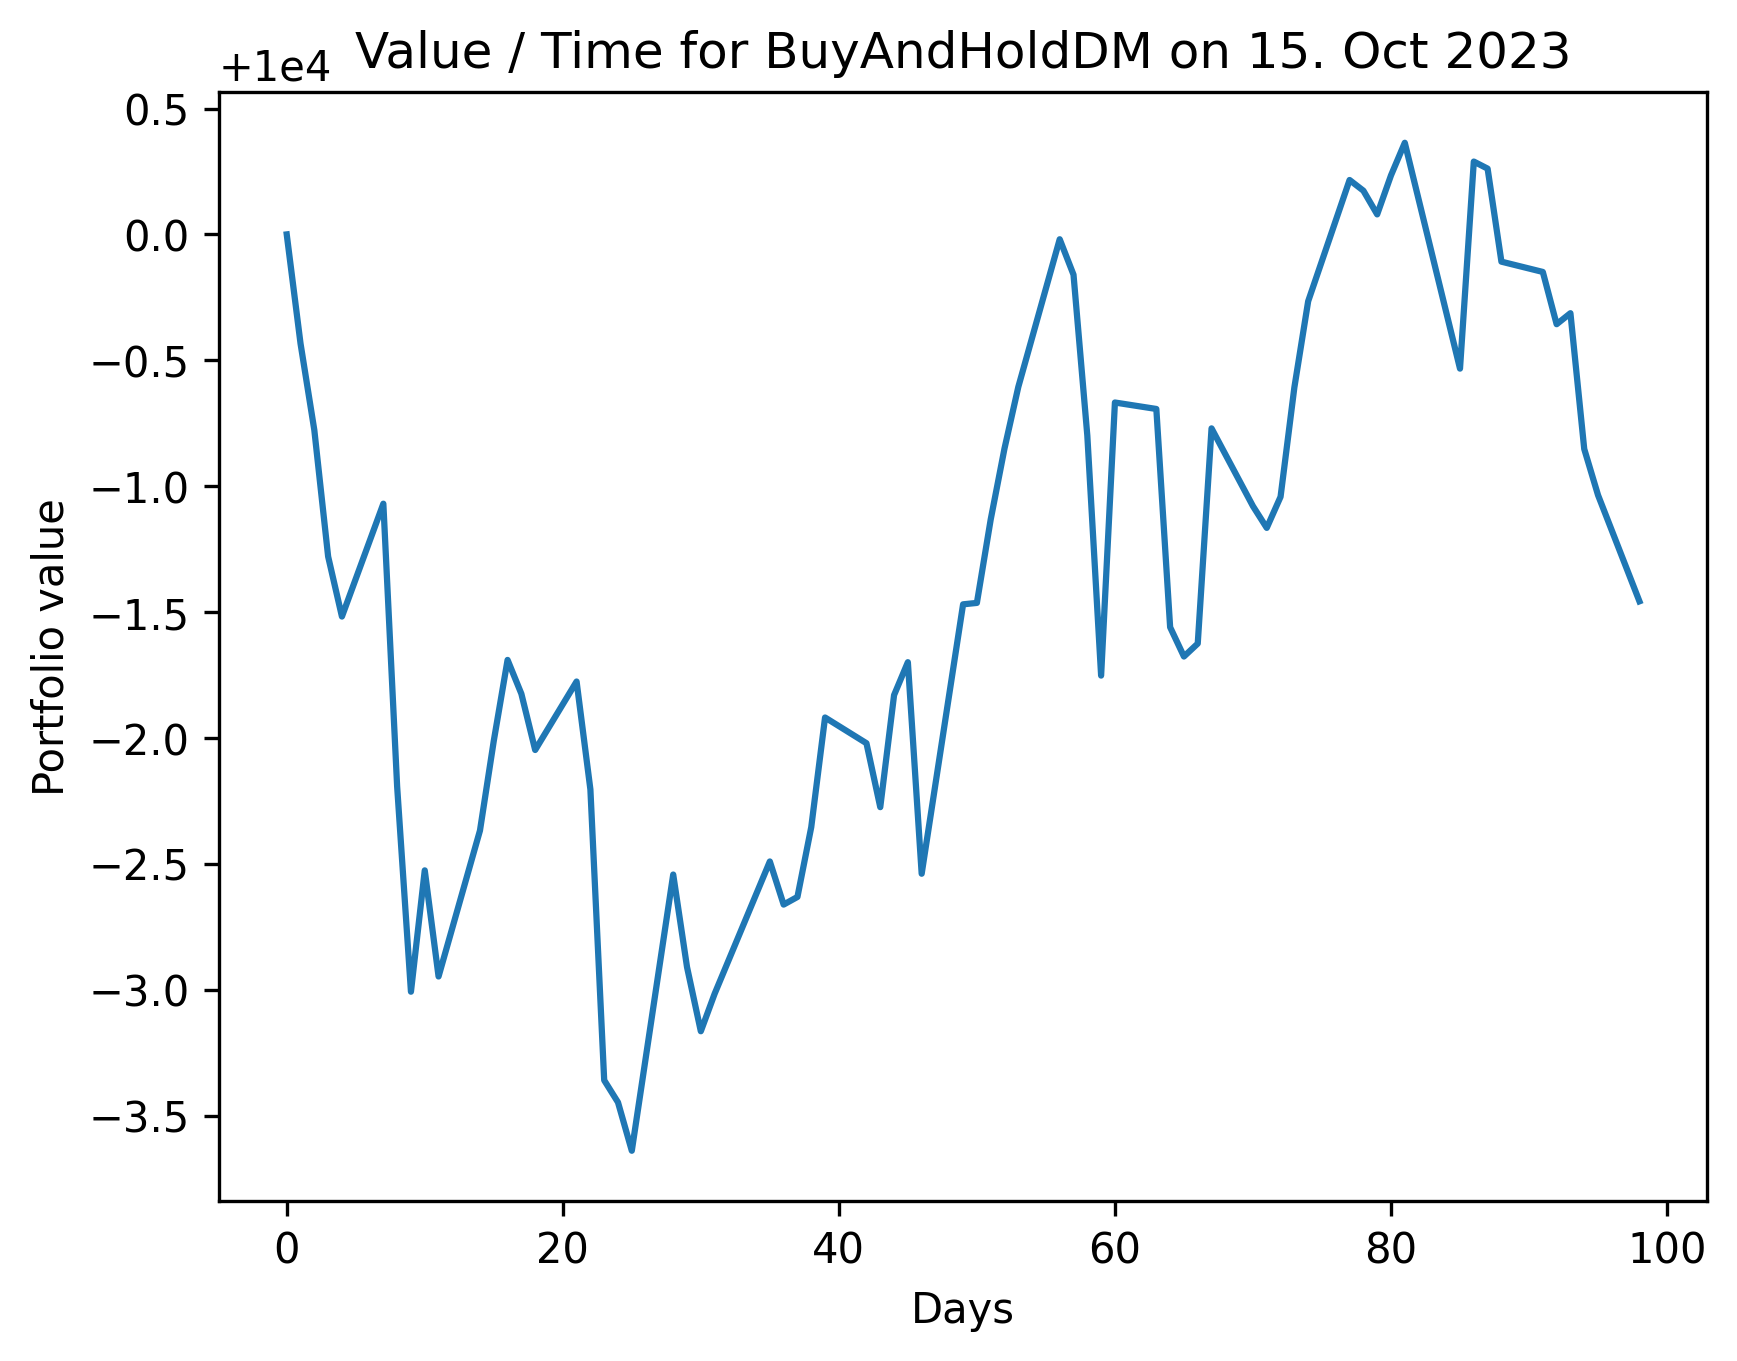 Value / Time for BuyAndHoldDM on 15. Oct 2023
+1e4
0.5
0.0
−0.5
−1.0
−1.5
−2.0
−2.5
−3.0
−3.5
Portfolio value
0 20 40 60 80 100
Days